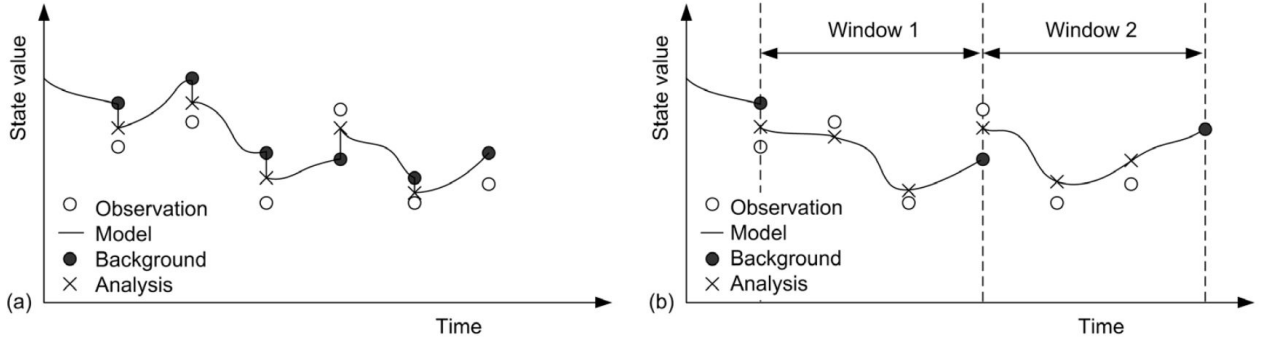 State value
Observation
Model
Background
Analysis
(a)
Time
Window 1
Window 2
State value
Observation
Model
Background
Analysis
(b)
Time